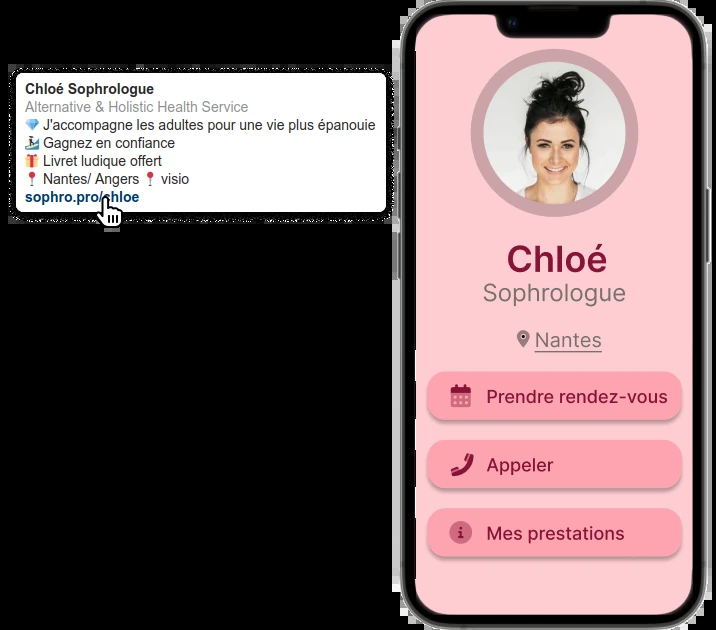 Chloé Sophrologue
Alternative & Holistic Health Service
💎 J'accompagne les adultes pour une vie plus épanouie
🏄 Gagnez en confiance
🎁 Livret ludique offert
📍 Nantes/ Angers 📍 visio
sophro.pro/chloe
Chloé
Sophrologue
Nantes
Prendre rendez-vous
Appeler
Mes prestations